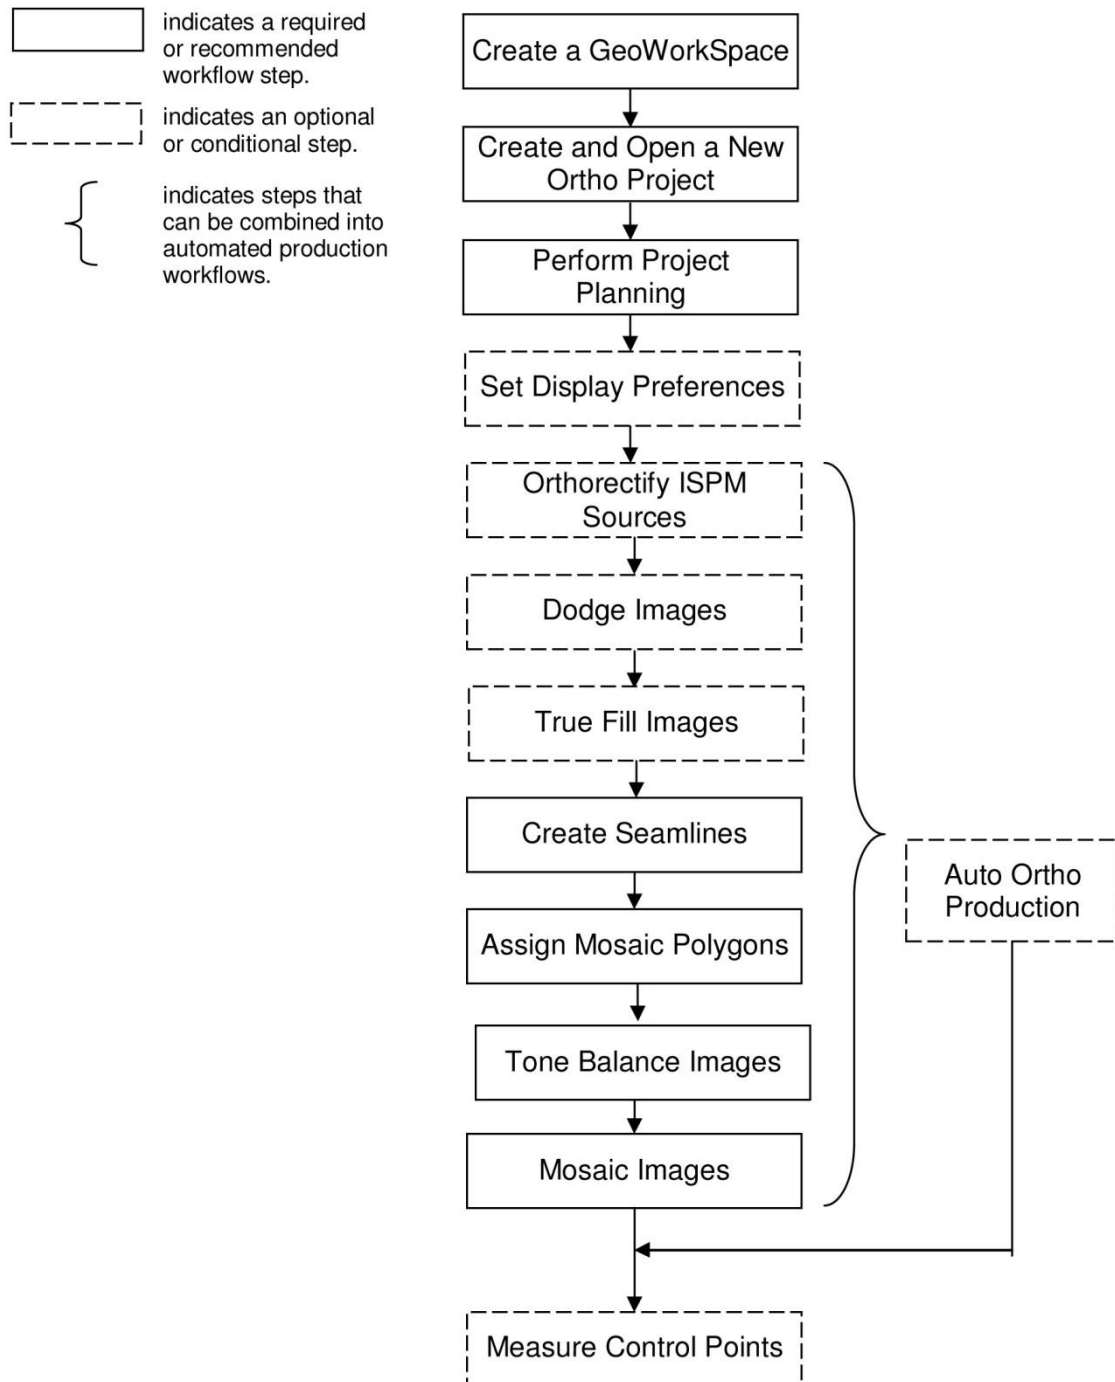 indicates a required
or recommended
workflow step.
indicates an optional
or conditional step.
indicates steps that
can be combined into
automated production
workflows.
Create a GeoWorkSpace
Create and Open a New
Ortho Project
Perform Project
Planning
Set Display Preferences
Orthorectify ISPM
Sources
Dodge Images
True Fill Images
Create Seamlines
Assign Mosaic Polygons
Tone Balance Images
Mosaic Images
Auto Ortho
Production
Measure Control Points